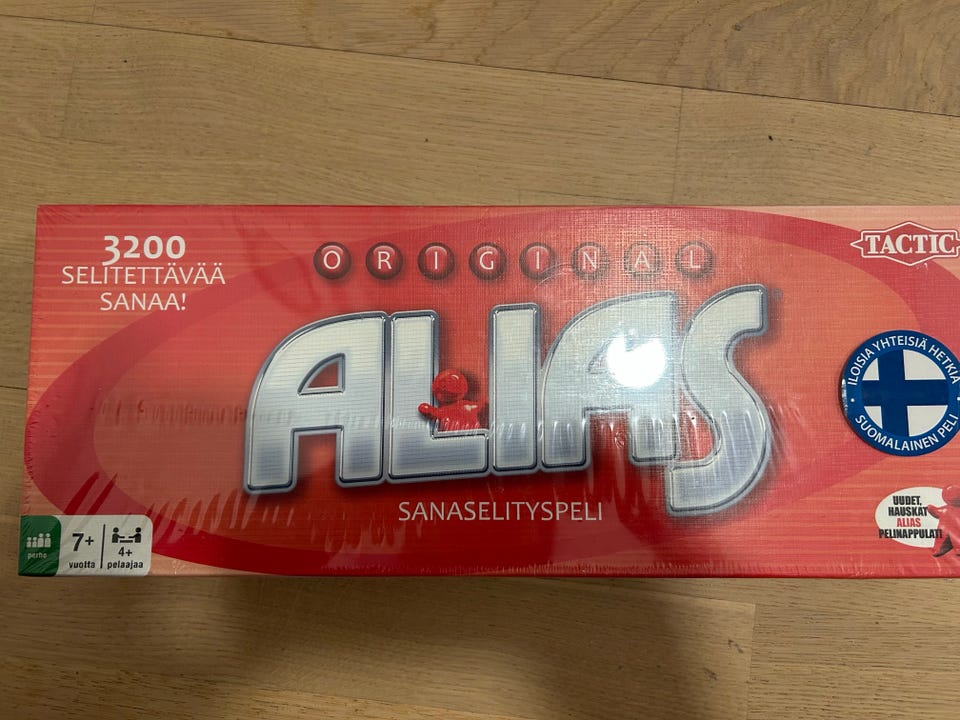 3200
SELITETTÄVÄÄ
SANAA!
ORIGINAL
ALIAS
SANASELITYSPELI
TACTIC
ILOISIA YHTEISIÄ HETKIÄ
SUOMALAINEN PELI
UUDET,
HAUSKAT
ALIAS
PELINAPPULAT!
perhe
7+
vuotta
4+
pelaajaa